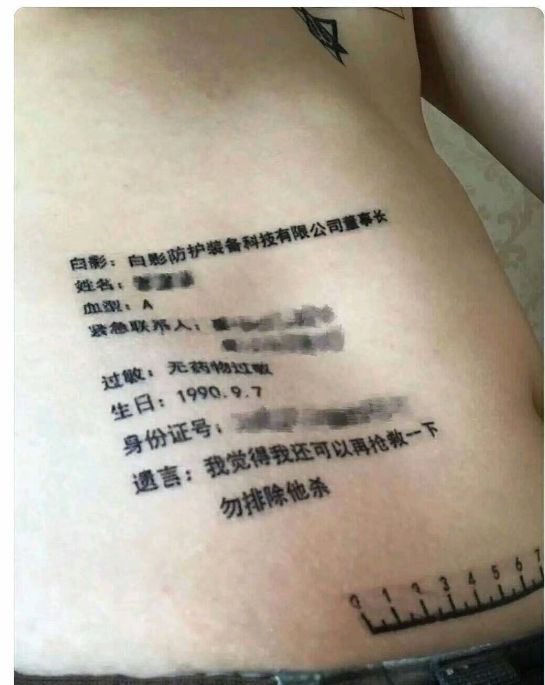 白影：白影防护装备科技有限公司董事长
姓名：
血型：A
紧急联系人：
过敏：无药物过敏
生日：1990.9.7
身份证号：
遗言：我觉得我还可以再抢救一下
勿排除他杀
0 1 2 3 4 5 6 7